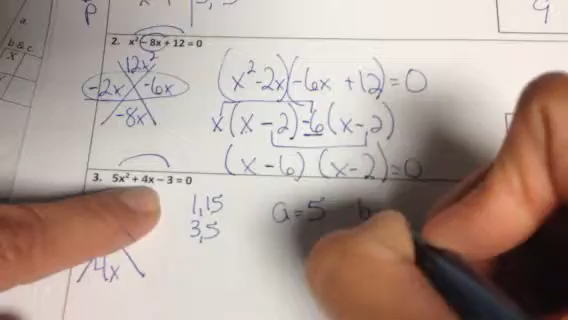 a.
b & c.
x
P
9
2. x² - 8x + 12 = 0
12x²
-2x -6x
-8x
(x² - 2x)(-6x + 12) = 0
x(x - 2) - 6(x - 2)
(x - 6)(x - 2) = 0
3. 5x² + 4x - 3 = 0
1, 15
3, 5
a = 5 b
4x